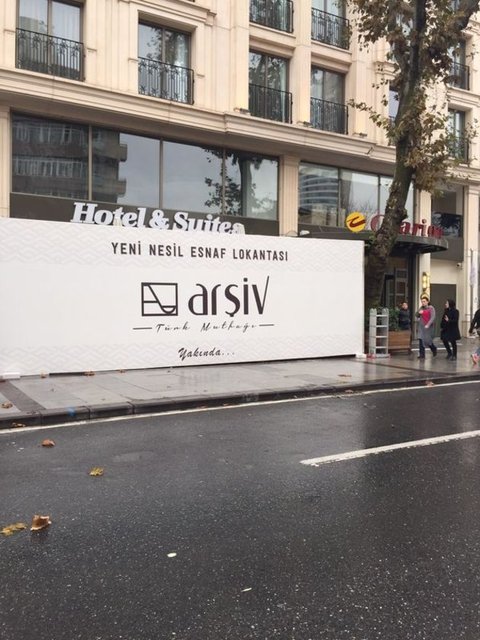 Hotel & Suites
YENİ NESİL ESNAF LOKANTASI
arşiv
Türk Mutfağı
Yakında...